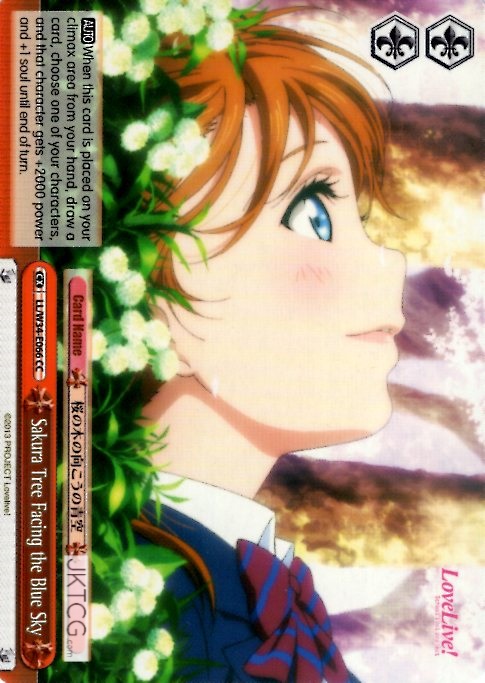 AUTO When this card is placed on your
climax area from your hand, draw a
card, choose one of your characters,
and that character gets +2000 power
and +1 soul until end of turn.
CX LL/W34-E096 CC
Card Name 桜の木の向こうの青空
Sakura Tree Facing the Blue Sky
©2013 PROJECT Lovelive!
LoveLive!
JKTCG.com